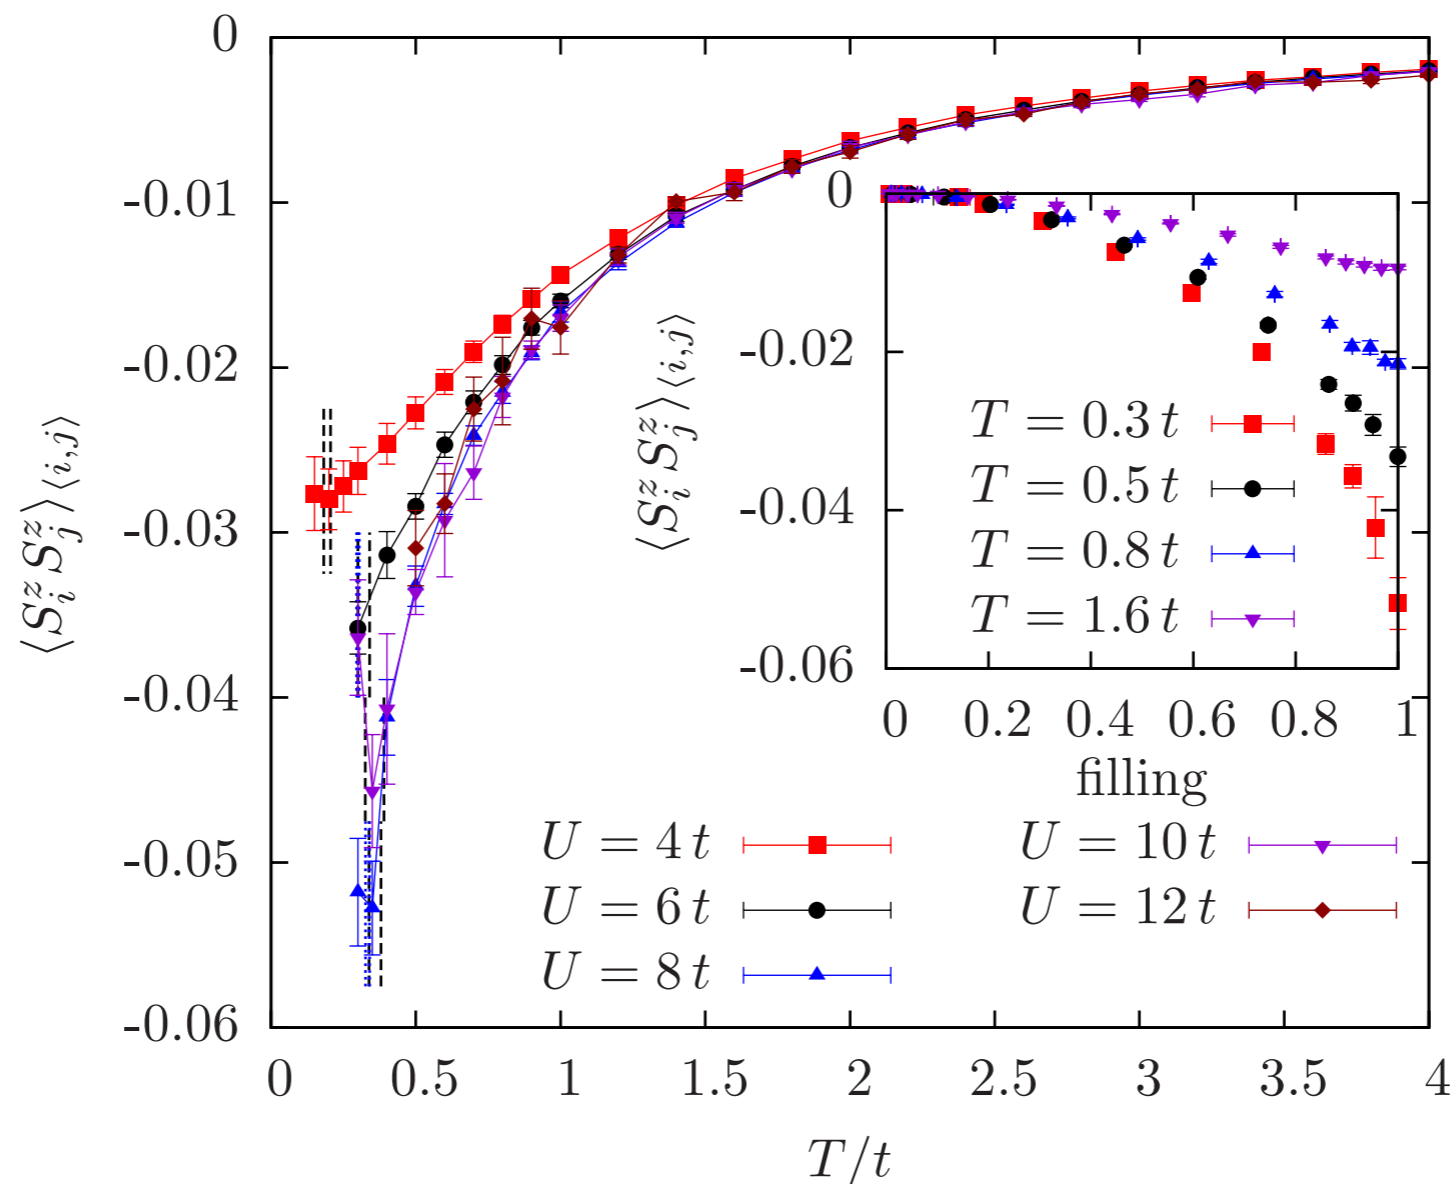 0
-0.01
-0.02
-0.03
-0.04
-0.05
-0.06
⟨S_i^z S_j^z⟩_⟨i,j⟩
0 0.5 1 1.5 2 2.5 3 3.5 4
T/t
0
-0.02
-0.04
-0.06
⟨S_i^z S_j^z⟩_⟨i,j⟩
T = 0.3 t
T = 0.5 t
T = 0.8 t
T = 1.6 t
0 0.2 0.4 0.6 0.8 1
filling
U = 4 t
U = 6 t
U = 8 t
U = 10 t
U = 12 t